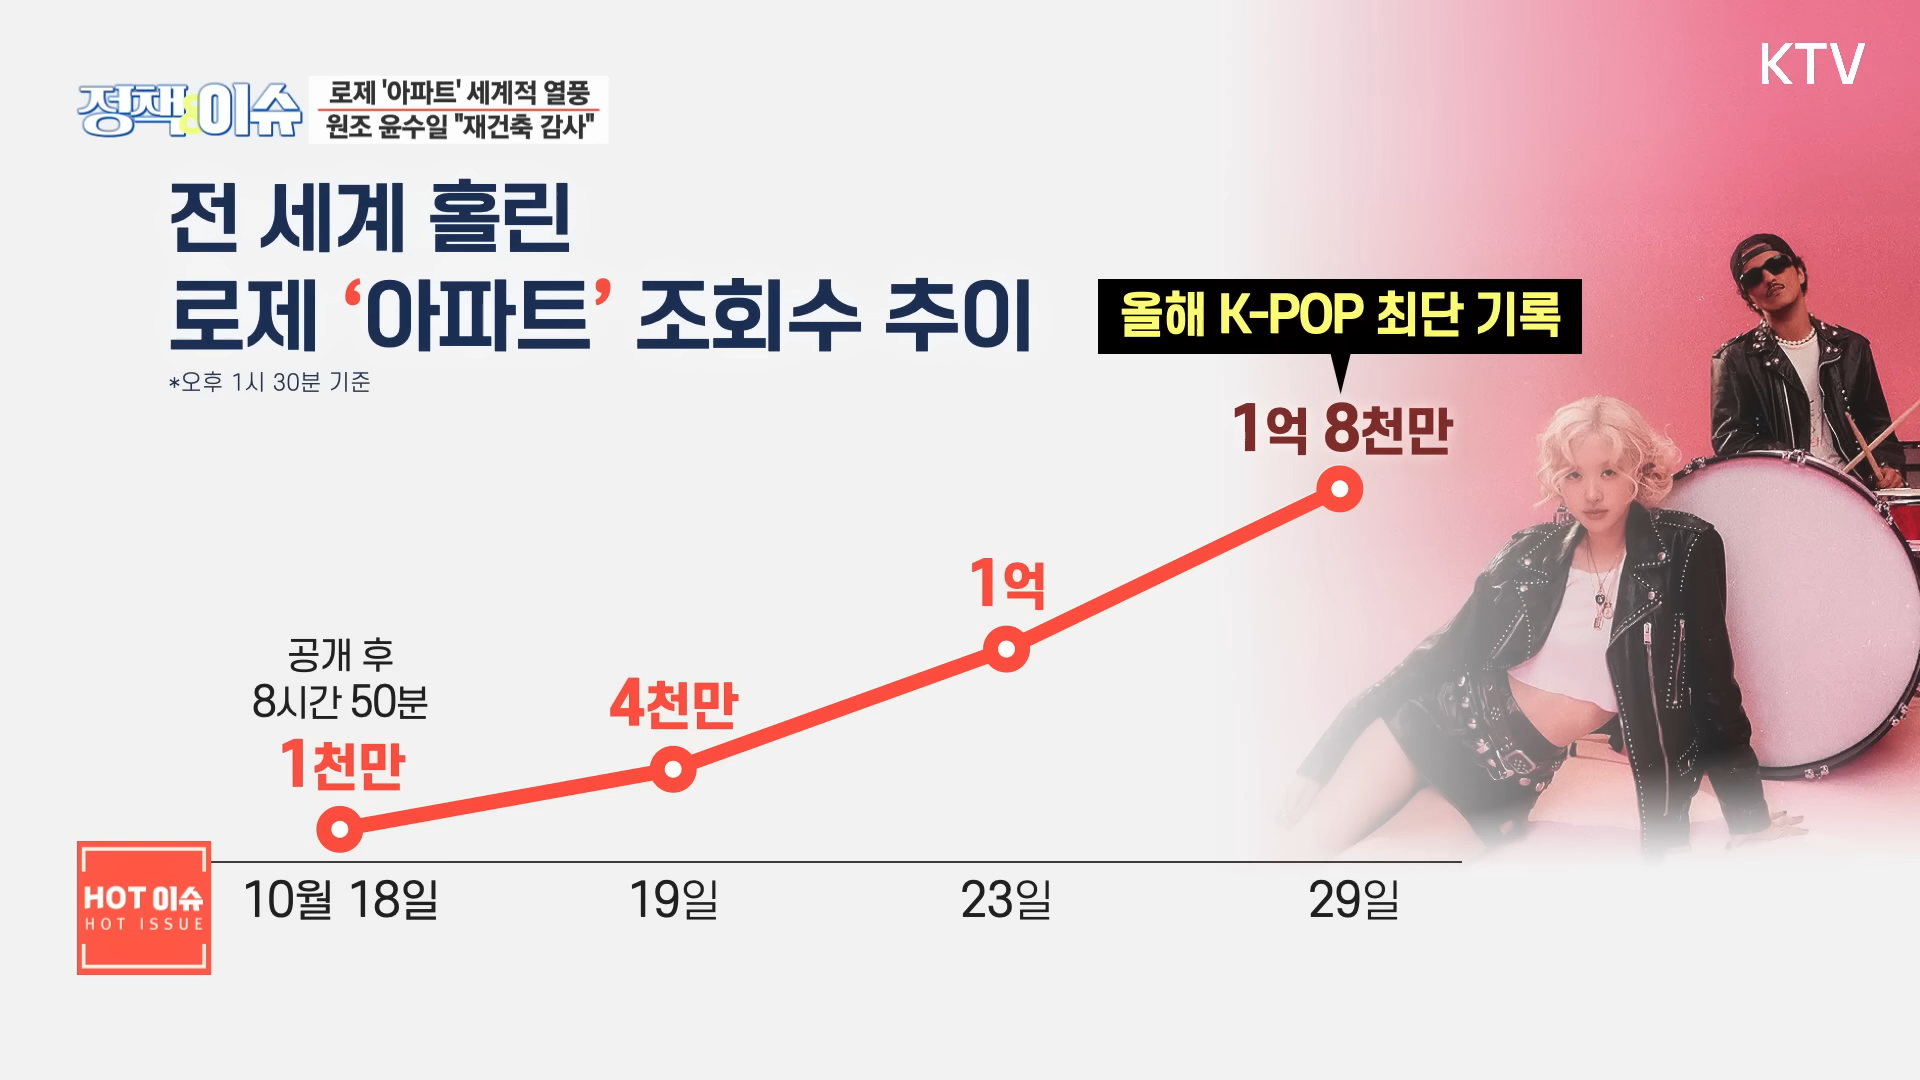 KTV
정책&이슈
로제 '아파트' 세계적 열풍
원조 윤수일 "재건축 감사"
전 세계 홀린
로제 ‘아파트’ 조회수 추이
*오후 1시 30분 기준
올해 K-POP 최단 기록
1억 8천만
1억
4천만
공개 후
8시간 50분
1천만
10월 18일
19일
23일
29일
HOT 이슈
HOT ISSUE